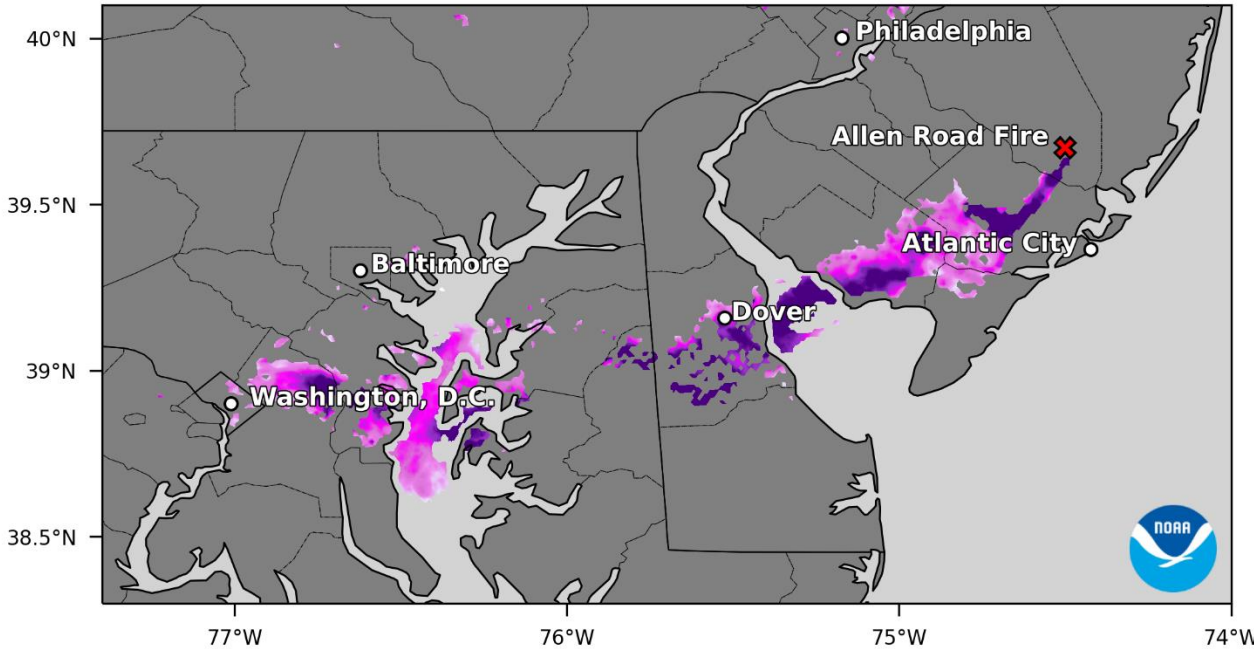 40°N
Philadelphia
Allen Road Fire
39.5°N
Atlantic City
Baltimore
Dover
39°N
Washington, D.C.
38.5°N
NOAA
77°W
76°W
75°W
74°W